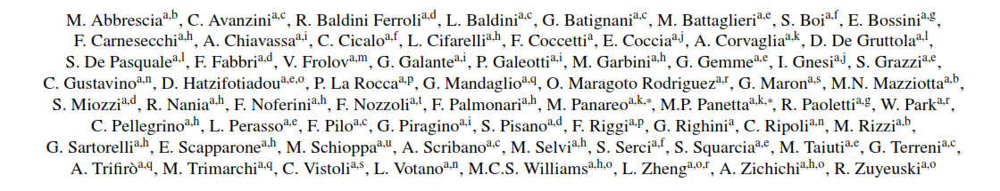 M. Abbrescia^a,b, C. Avanzini^a,c, R. Baldini Ferroli^a,d, L. Baldini^a,c, G. Batignani^a,c, M. Battaglieri^a,e, S. Boi^a,f, E. Bossini^a,g,
F. Carnesecchi^a,h, A. Chiavassa^a,i, C. Cicalo^a,f, L. Cifarelli^a,h, F. Coccetti^a, E. Coccia^a,j, A. Corvaglia^a,k, D. De Gruttola^a,l,
S. De Pasquale^a,l, F. Fabbri^a,d, V. Frolov^a,m, G. Galante^a,i, P. Galeotti^a,i, M. Garbini^a,h, G. Gemme^a,e, I. Gnesi^a,j, S. Grazzi^a,e,
C. Gustavino^a,n, D. Hatzifotiadou^a,e,o, P. La Rocca^a,p, G. Mandaglio^a,q, O. Maragoto Rodriguez^a,r, G. Maron^a,s, M.N. Mazziotta^a,b,
S. Miozzi^a,d, R. Nania^a,h, F. Noferini^a,h, F. Nozzoli^a,t, F. Palmonari^a,h, M. Panareo^a,k,*, M.P. Panetta^a,k,*, R. Paoletti^a,g, W. Park^a,r,
C. Pellegrino^a,h, L. Perasso^a,e, F. Pilo^a,c, G. Piragino^a,i, S. Pisano^a,d, F. Riggi^a,p, G. Righini^a, C. Ripoli^a,n, M. Rizzi^a,b,
G. Sartorelli^a,h, E. Scapparone^a,h, M. Schioppa^a,u, A. Scribano^a,c, M. Selvi^a,h, S. Serci^a,f, S. Squarcia^a,e, M. Taiuti^a,e, G. Terreni^a,c,
A. Trifirò^a,q, M. Trimarchi^a,q, C. Vistoli^a,s, L. Votano^a,n, M.C.S. Williams^a,h,o, L. Zheng^a,o,r, A. Zichichi^a,h,o, R. Zuyeuski^a,o